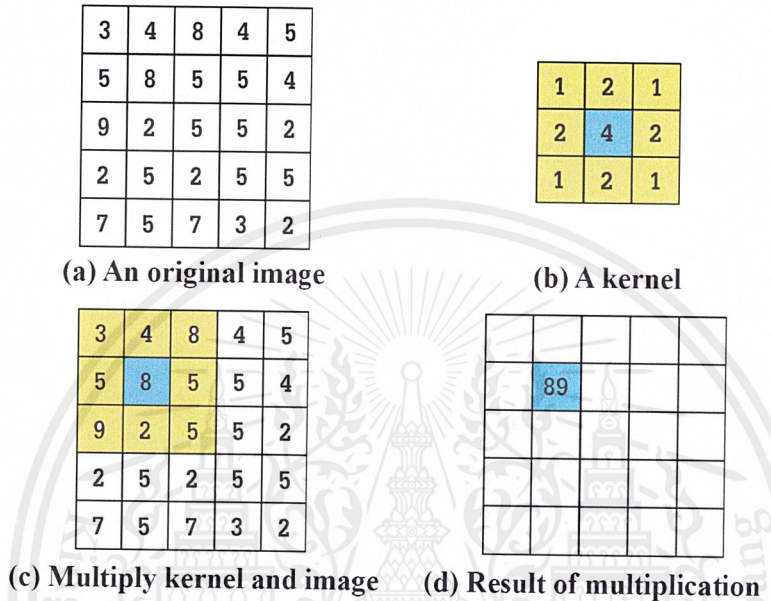 3 4 8 4 5
5 8 5 5 4
9 2 5 5 2
2 5 2 5 5
7 5 7 3 2
(a) An original image
1 2 1
2 4 2
1 2 1
(b) A kernel
3 4 8 4 5
5 8 5 5 4
9 2 5 5 2
2 5 2 5 5
7 5 7 3 2
(c) Multiply kernel and image
89
(d) Result of multiplication